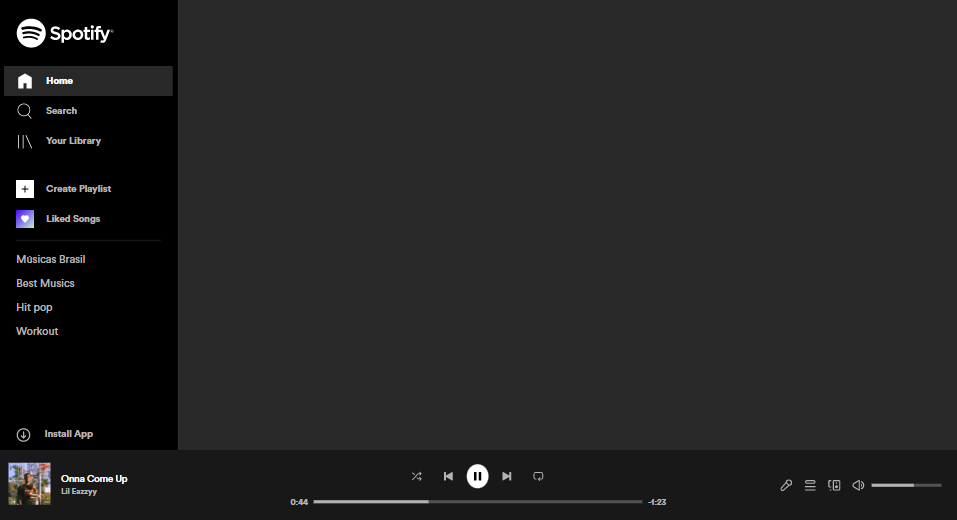 Spotify
Home
Search
Your Library
Create Playlist
Liked Songs
Músicas Brasil
Best Musics
Hit pop
Workout
Install App
Onna Come Up
Lil Eazzyy
0:44
-1:23